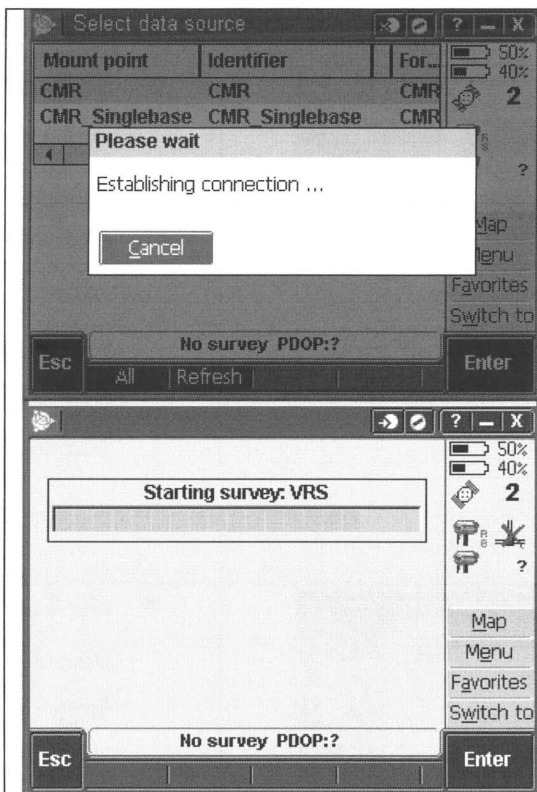 Select data source ? — X
Mount point Identifier For...
CMR CMR CMR
CMR_Singlebase CMR_Singlebase CMR
50%
40%
2
Please wait
Establishing connection ...
Cancel
?
Map
Menu
Favorites
Switch to
No survey PDOP:?
Esc All Refresh Enter
? — X
50%
40%
2
Starting survey: VRS
R
8
?
Map
Menu
Favorites
Switch to
No survey PDOP:?
Esc Enter